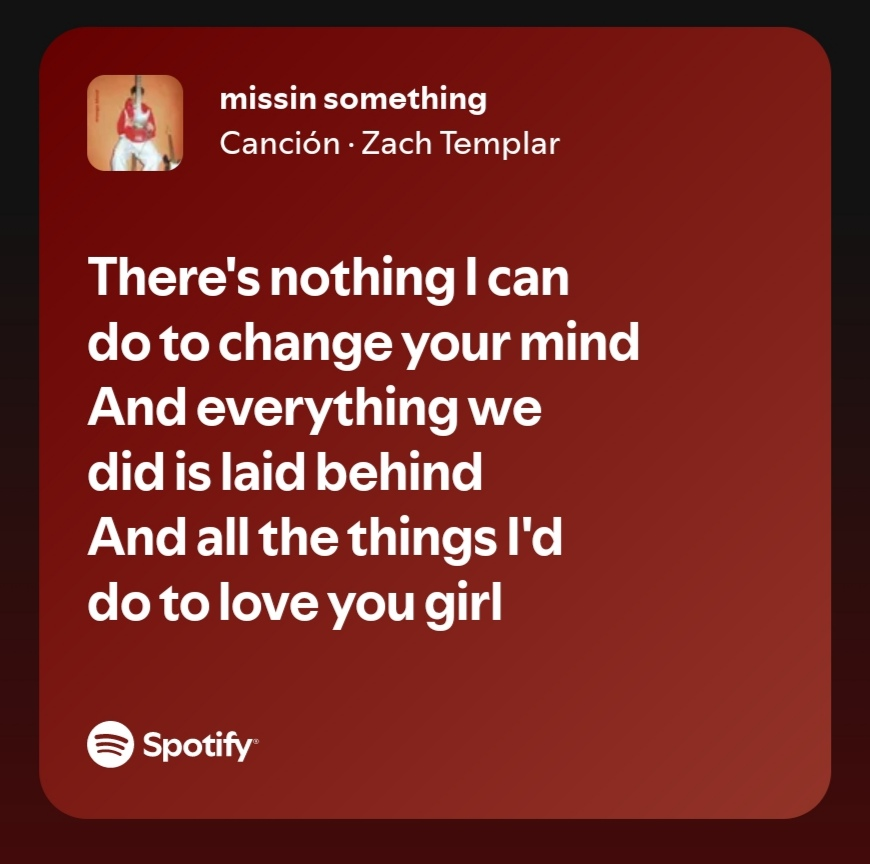 missin something
Canción · Zach Templar
There's nothing I can
do to change your mind
And everything we
did is laid behind
And all the things I'd
do to love you girl
Spotify®